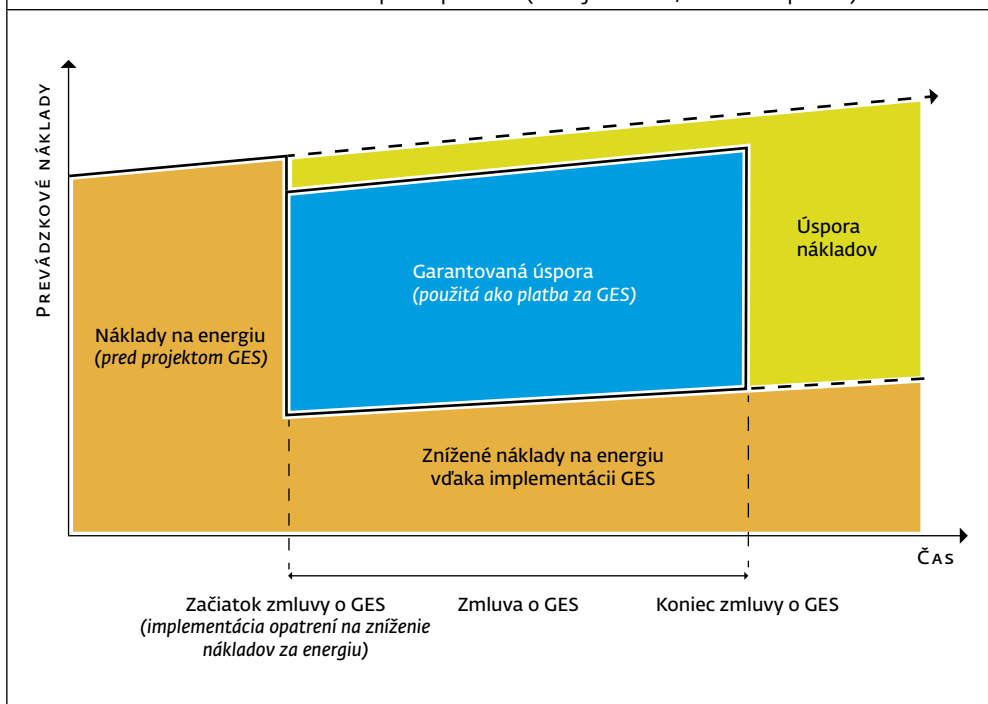 PREVÁDZKOVÉ NÁKLADY
Náklady na energiu
(pred projektom GES)
Garantovaná úspora
(použitá ako platba za GES)
Úspora
nákladov
Znížené náklady na energiu
vďaka implementácii GES
ČAS
Začiatok zmluvy o GES
(implementácia opatrení na zníženie
nákladov za energiu)
Zmluva o GES
Koniec zmluvy o GES